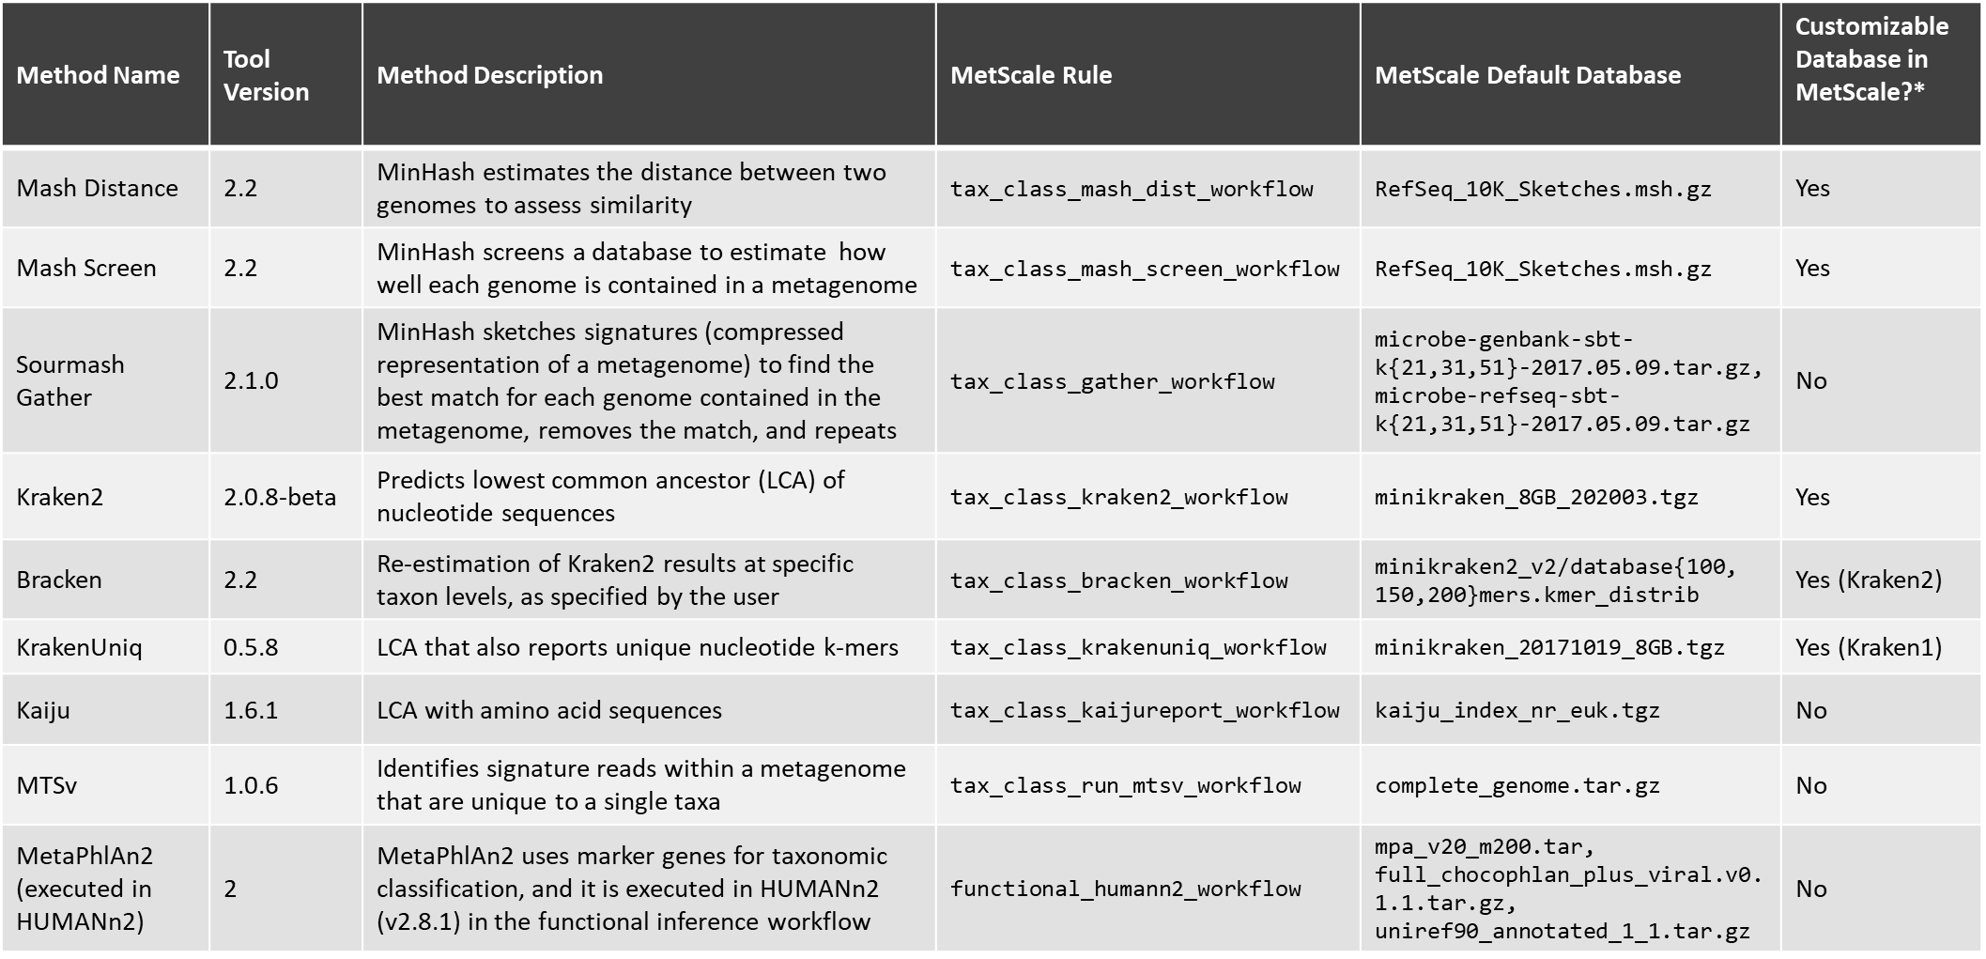 Method Name
Tool
Version
Method Description
MetScale Rule
MetScale Default Database
Customizable
Database in
MetScale?*
Mash Distance
2.2
MinHash estimates the distance between two
genomes to assess similarity
tax_class_mash_dist_workflow
RefSeq_10K_Sketches.msh.gz
Yes
Mash Screen
2.2
MinHash screens a database to estimate  how
well each genome is contained in a metagenome
tax_class_mash_screen_workflow
RefSeq_10K_Sketches.msh.gz
Yes
Sourmash
Gather
2.1.0
MinHash sketches signatures (compressed
representation of a metagenome) to find the
best match for each genome contained in the
metagenome, removes the match, and repeats
tax_class_gather_workflow
microbe-genbank-sbt-
k{21,31,51}-2017.05.09.tar.gz,
microbe-refseq-sbt-
k{21,31,51}-2017.05.09.tar.gz
No
Kraken2
2.0.8-beta
Predicts lowest common ancestor (LCA) of
nucleotide sequences
tax_class_kraken2_workflow
minikraken_8GB_202003.tgz
Yes
Bracken
2.2
Re-estimation of Kraken2 results at specific
taxon levels, as specified by the user
tax_class_bracken_workflow
minikraken2_v2/database{100,
150,200}mers.kmer_distrib
Yes (Kraken2)
KrakenUniq
0.5.8
LCA that also reports unique nucleotide k-mers
tax_class_krakenuniq_workflow
minikraken_20171019_8GB.tgz
Yes (Kraken1)
Kaiju
1.6.1
LCA with amino acid sequences
tax_class_kaijureport_workflow
kaiju_index_nr_euk.tgz
No
MTSv
1.0.6
Identifies signature reads within a metagenome
that are unique to a single taxa
tax_class_run_mtsv_workflow
complete_genome.tar.gz
No
MetaPhlAn2
(executed in
HUMANn2)
2
MetaPhlAn2 uses marker genes for taxonomic
classification, and it is executed in HUMANn2
(v2.8.1) in the functional inference workflow
functional_humann2_workflow
mpa_v20_m200.tar,
full_chocophlan_plus_viral.v0.
1.1.tar.gz,
uniref90_annotated_1_1.tar.gz
No